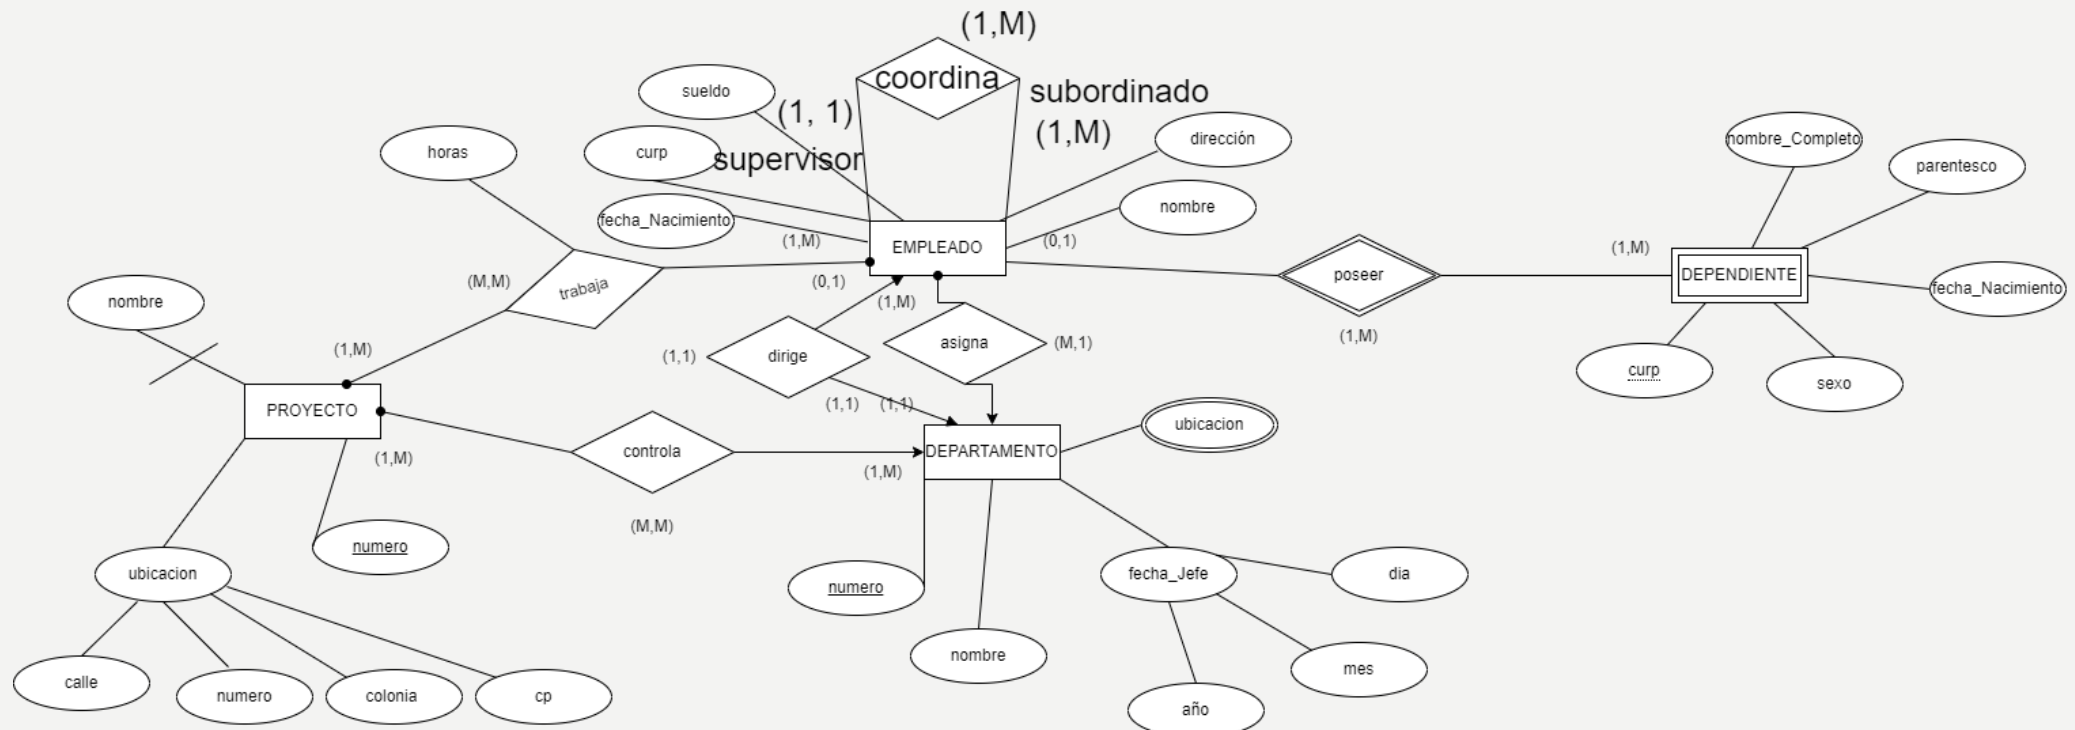 (1,M)
coordina
sueldo
(1, 1)
subordinado
(1,M)
horas
curp
supervisor
dirección
nombre_Completo
parentesco
fecha_Nacimiento
nombre
(1,M)
EMPLEADO
(0,1)
(1,M)
(M,M)
trabaja
(0,1)
poseer
DEPENDIENTE
fecha_Nacimiento
nombre
(1,M)
(1,M)
(1,1)
dirige
asigna
(M,1)
(1,M)
curp
sexo
PROYECTO
(1,1)
(1,1)
ubicacion
(1,M)
controla
(1,M)
DEPARTAMENTO
(M,M)
numero
ubicacion
numero
fecha_Jefe
dia
nombre
mes
calle
numero
colonia
cp
año